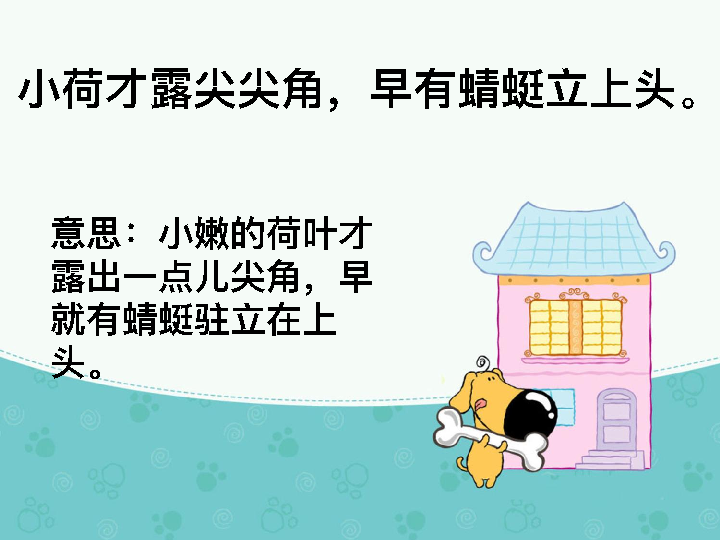 小荷才露尖尖角，早有蜻蜓立上头。
意思：小嫩的荷叶才
露出一点儿尖角，早
就有蜻蜓驻立在上
头。